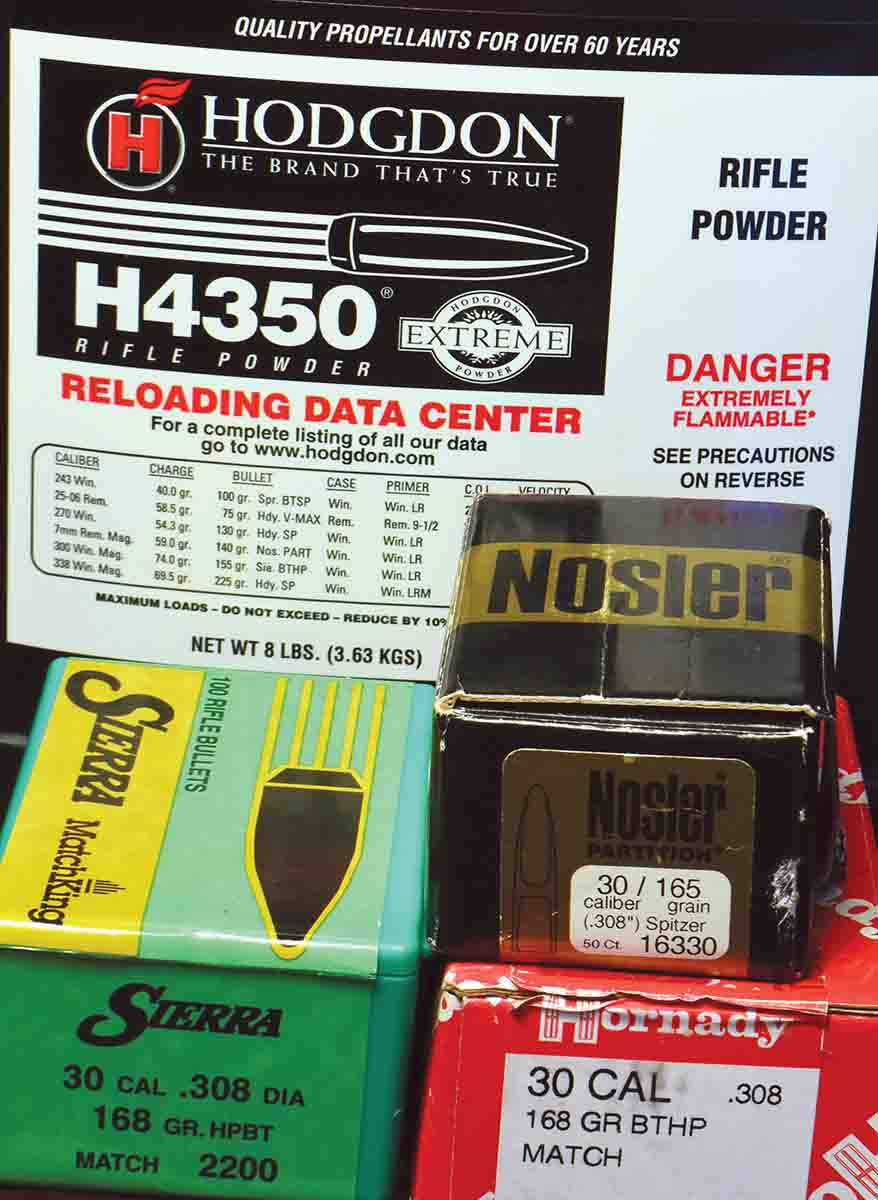 QUALITY PROPELLANTS FOR OVER 60 YEARS
H
HODGDON®
THE BRAND THAT'S TRUE
H4350®
RIFLE POWDER
HODGDON
EXTREME
POWDER
RIFLE
POWDER
DANGER
EXTREMELY
FLAMMABLE*
SEE PRECAUTIONS
ON REVERSE
RELOADING DATA CENTER
For a complete listing of all our data
go to www.hodgdon.com
CALIBER CHARGE BULLET CASE PRIMER C.O.L. VELOCITY
243 Win. 40.0 gr. 100 gr. Spr. BTSP Win. Win. LR
25-06 Rem. 58.5 gr. 75 gr. Hdy. V-MAX Rem. Rem. 9-1/2
270 Win. 54.3 gr. 130 gr. Hdy. SP Win. Win. LR
7mm Rem. Mag. 59.0 gr. 140 gr. Nos. PART Win. Win. LR
300 Win. Mag. 74.0 gr. 155 gr. Sie. BTHP Win. Win. LR
338 Win. Mag. 69.5 gr. 225 gr. Hdy. SP Win. Win. LRM
MAXIMUM LOADS – DO NOT EXCEED – REDUCE BY 10%
NET WT 8 LBS. (3.63 KGS)
Nosler
Nosler
PARTITION®
30 / 165
caliber grain
(.308") Spitzer
50 Ct. 16330
SIERRA
MatchKing
100 RIFLE BULLETS
SIERRA
30 CAL .308 DIA
168 GR. HPBT
MATCH 2200
Hornady
30 CAL .308
168 GR BTHP
MATCH